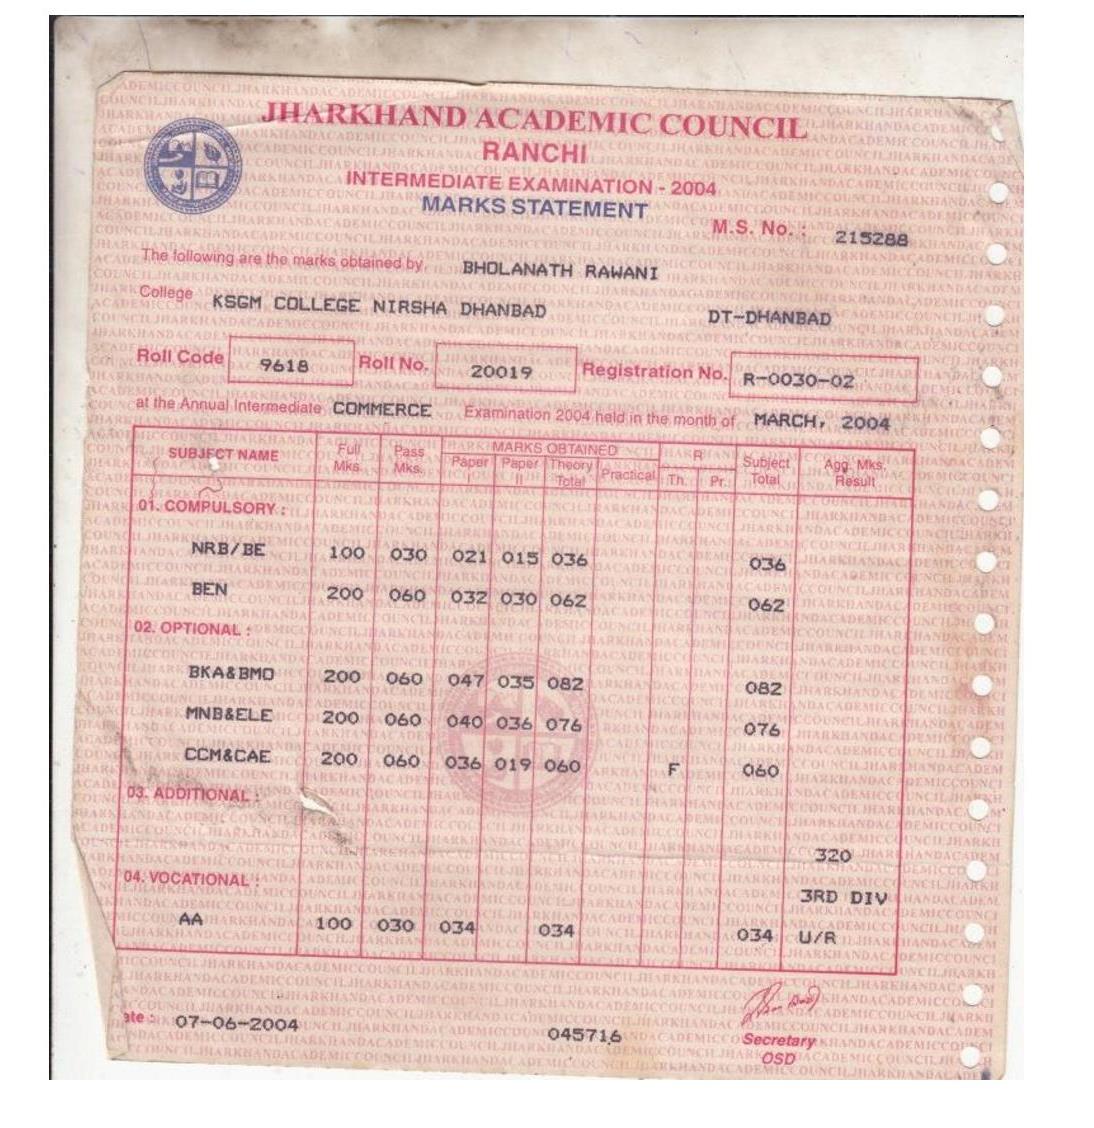 JHARKHAND ACADEMIC COUNCIL
RANCHI
INTERMEDIATE EXAMINATION - 2004
MARKS STATEMENT
M.S. No. : 215288
The following are the marks obtained by BHOLANATH RAWANI
College KSGM COLLEGE NIRSHA DHANBAD DT-DHANBAD
Roll Code 9618 Roll No. 20019 Registration No. R-0030-02
at the Annual Intermediate COMMERCE Examination 2004 held in the month of MARCH, 2004
SUBJECT NAME Full Mks. Pass Mks. MARKS OBTAINED Paper I Paper II Theory Total Practical R Th. Pr. Subject Total Agg. Mks. Result
01. COMPULSORY :
NRB/BE 100 030 021 015 036 036
BEN 200 060 032 030 062 062
02. OPTIONAL :
BKA&BMO 200 060 047 035 082 082
MNB&ELE 200 060 040 036 076 076
CCM&CAE 200 060 036 019 060 F 060
03. ADDITIONAL :
320
04. VOCATIONAL :
3RD DIV
AA 100 030 034 034 034 U/R
ate : 07-06-2004 045716
Secretary
OSD